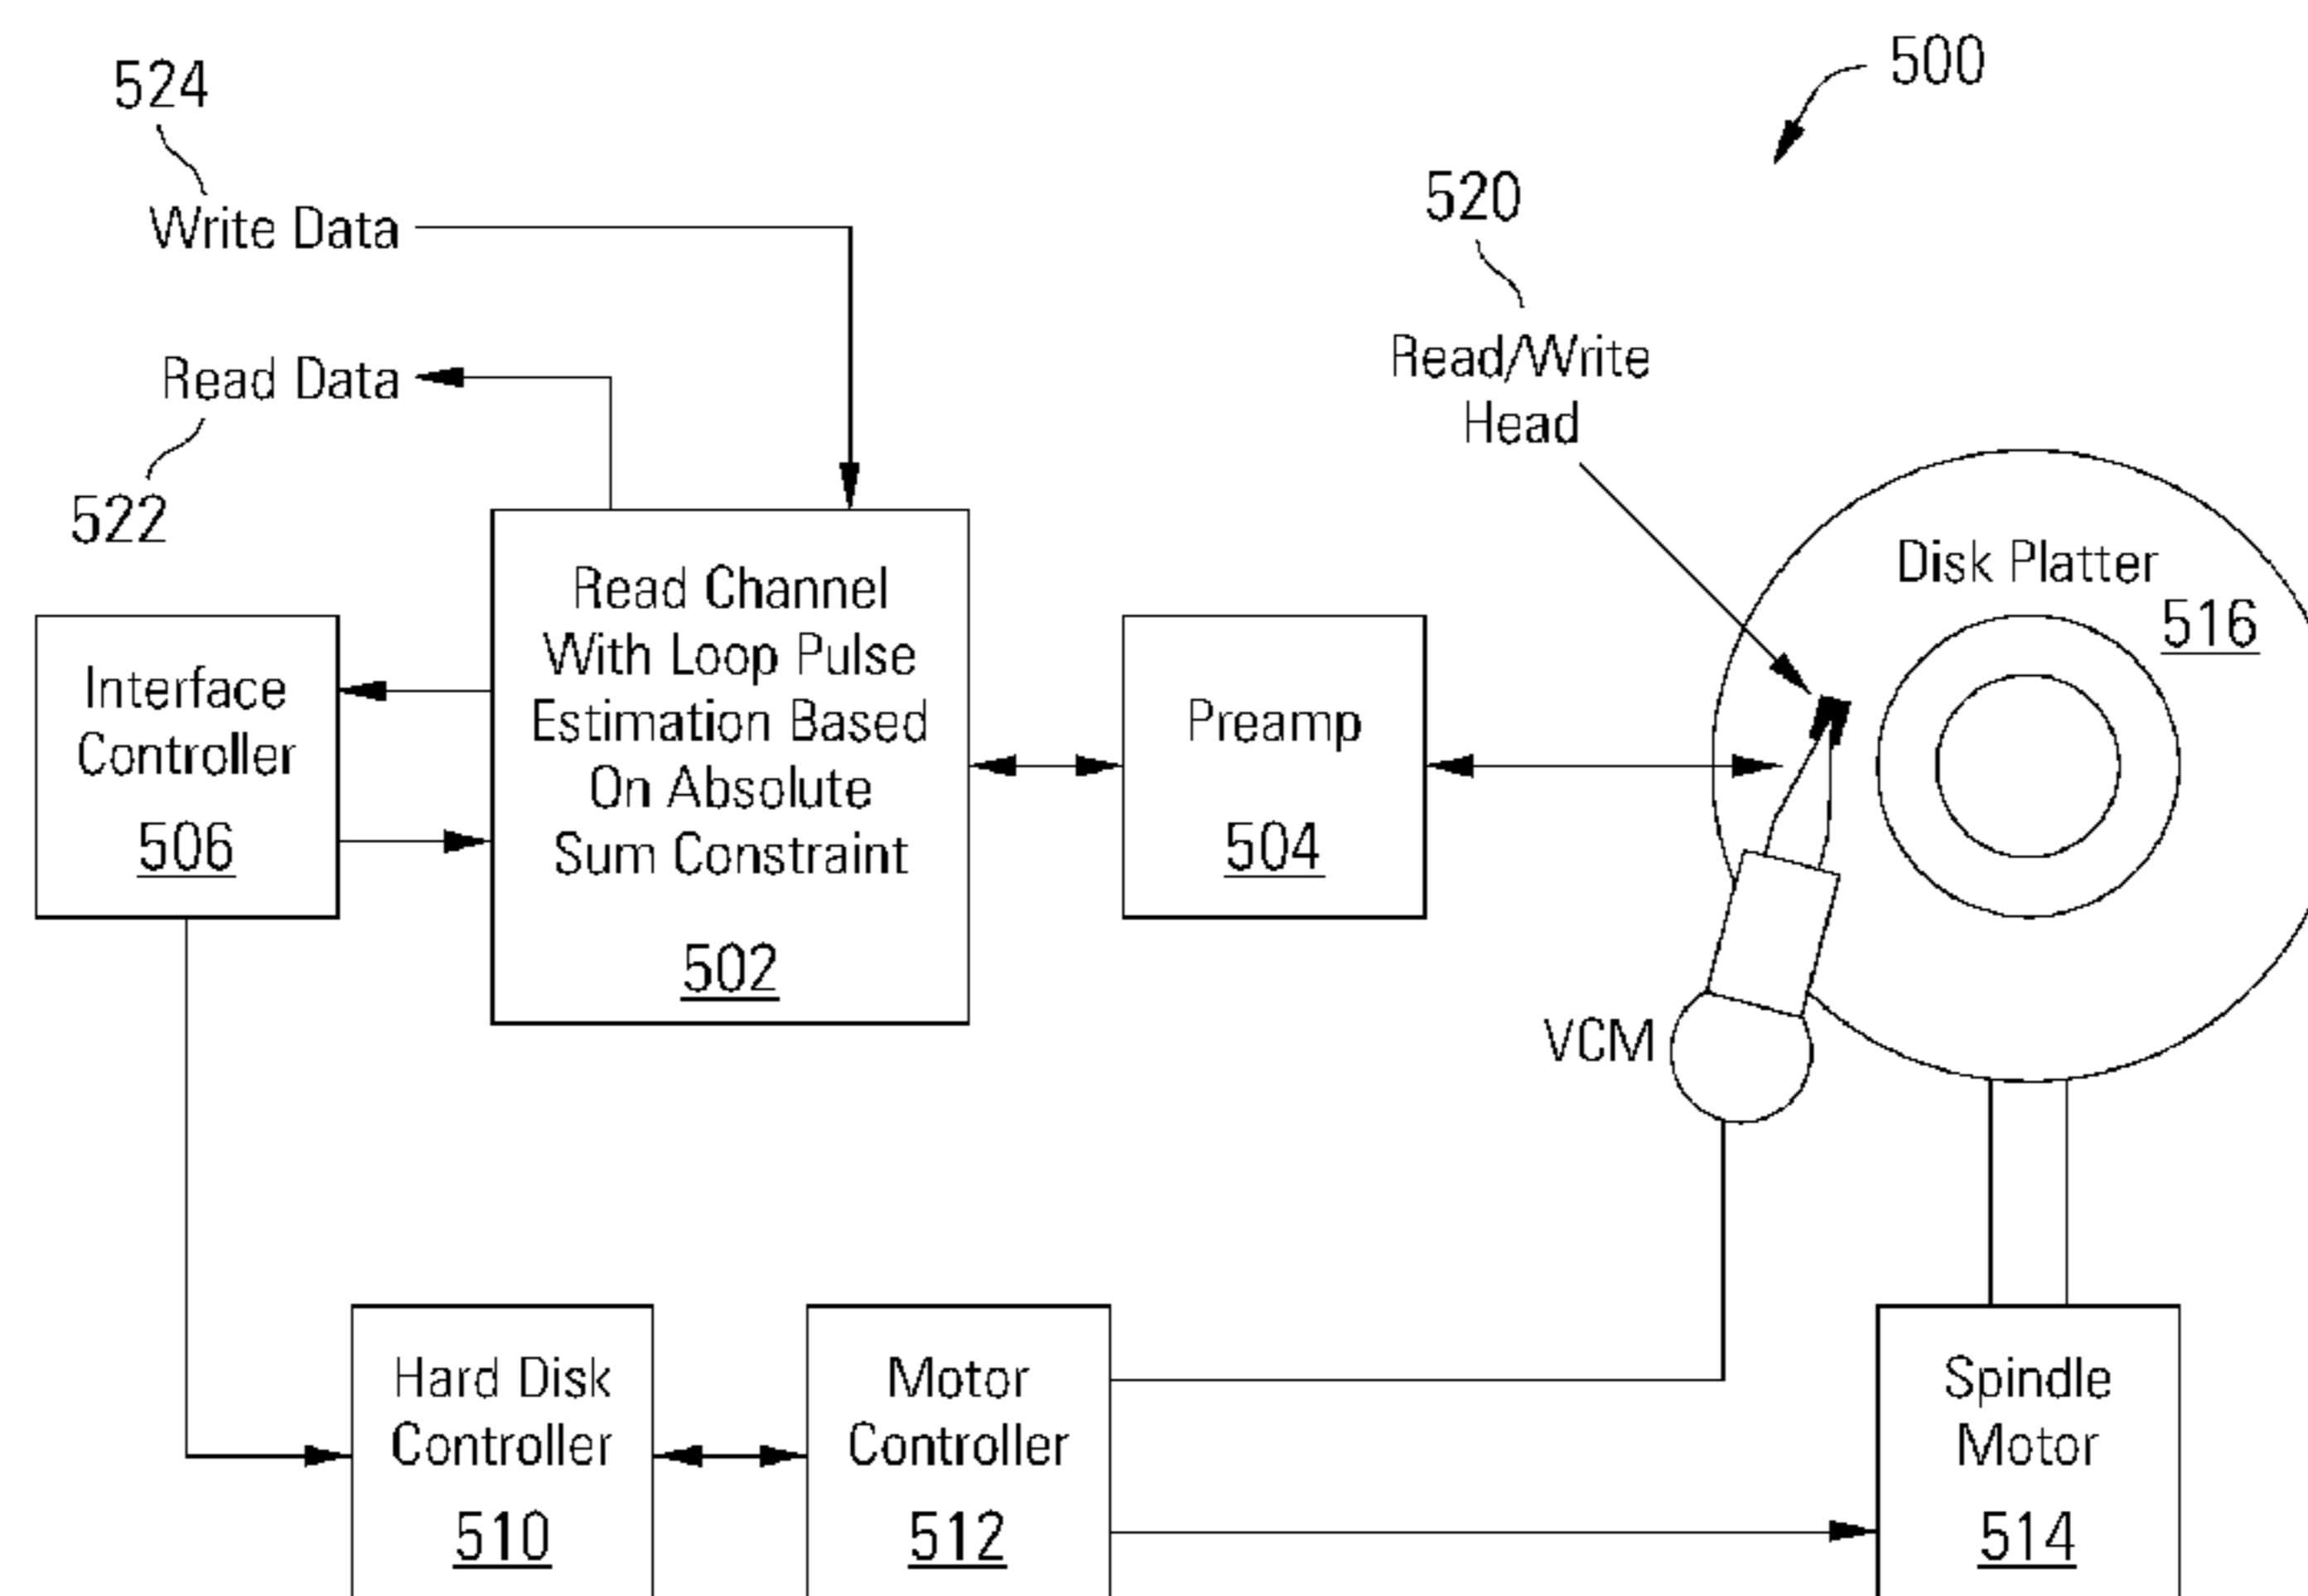 500
524
Write Data
520
Read/Write
Head
Read Data
522
Disk Platter
516
Read Channel
With Loop Pulse
Estimation Based
On Absolute
Sum Constraint
502
Interface
Controller
506
Preamp
504
VCM
Hard Disk
Controller
510
Motor
Controller
512
Spindle
Motor
514